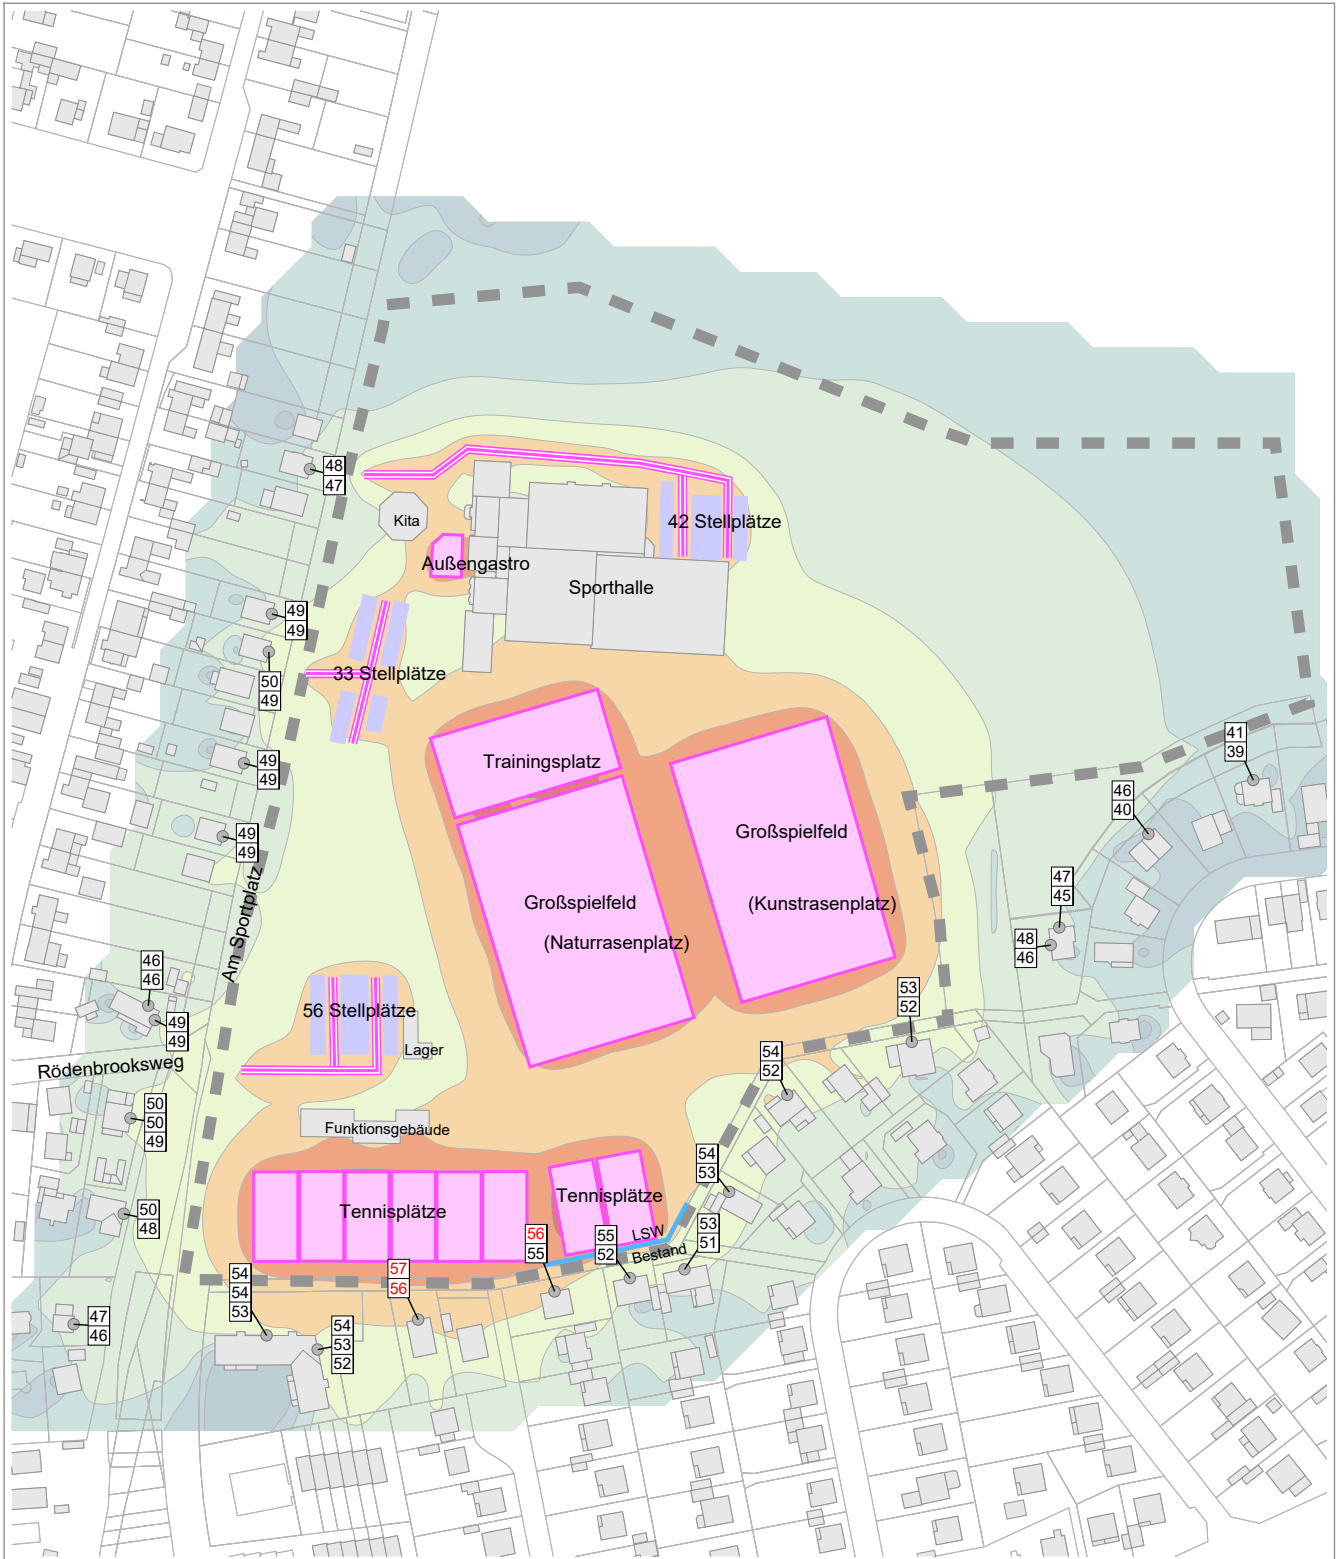 48
47
Kita
42 Stellplätze
Außengastro
Sporthalle
49
49
50
49
33 Stellplätze
41
39
49
49
Trainingsplatz
46
40
49
49
Großspielfeld
(Kunstrasenplatz)
47
45
Großspielfeld
(Naturrasenplatz)
48
46
Am Sportplatz
46
46
53
52
56 Stellplätze
49
49
Lager
54
52
Rödenbrooksweg
50
50
49
Funktionsgebäude
54
53
50
48
Tennisplätze
Tennisplätze
56
55
55
52
LSW
Bestand
53
51
57
56
54
54
53
47
46
54
53
52